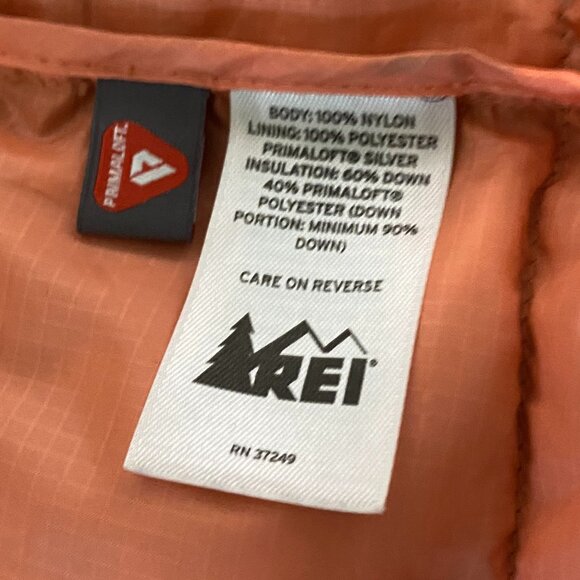 PRIMALOFT.
BODY: 100% NYLON
LINING: 100% POLYESTER
PRIMALOFT® SILVER
INSULATION: 60% DOWN
40% PRIMALOFT®
POLYESTER (DOWN
PORTION: MINIMUM 90%
DOWN)
CARE ON REVERSE
REI®
RN 37249